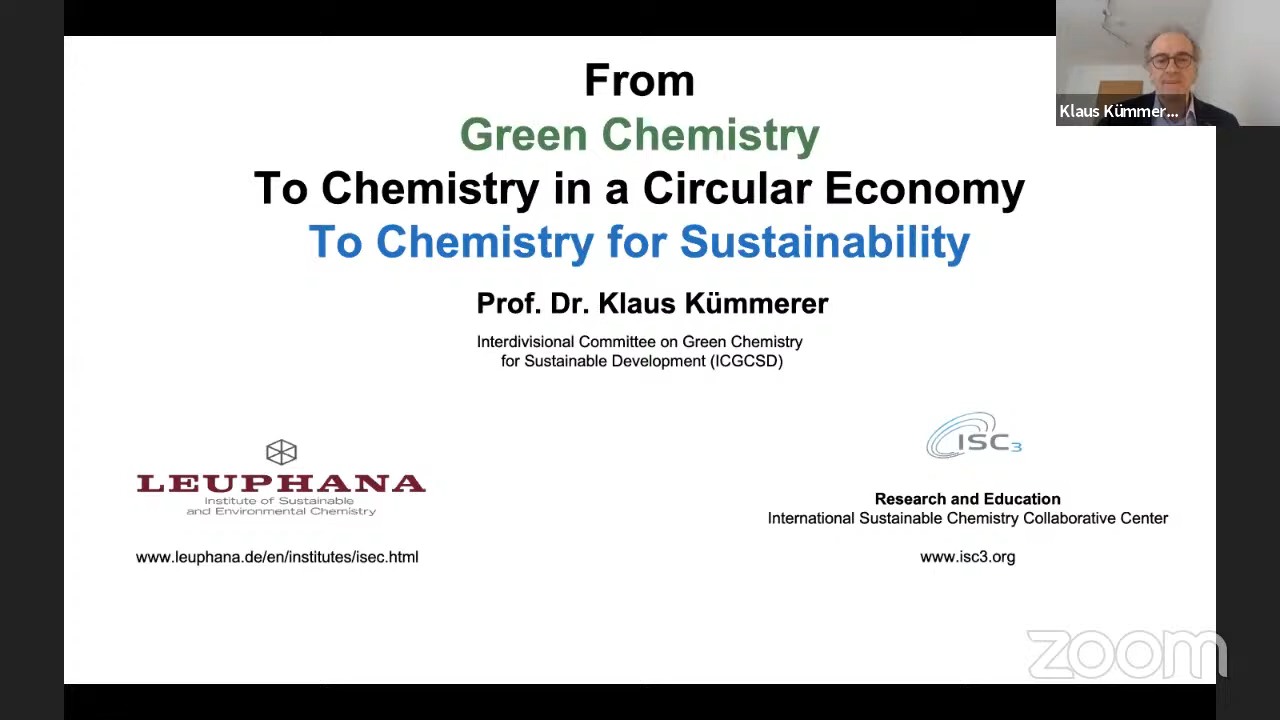 From
Green Chemistry
To Chemistry in a Circular Economy
To Chemistry for Sustainability
Prof. Dr. Klaus Kümmerer
Interdivisional Committee on Green Chemistry
for Sustainable Development (ICGCSD)
LEUPHANA
Institute of Sustainable
and Environmental Chemistry
www.leuphana.de/en/institutes/isec.html
ISC3
Research and Education
International Sustainable Chemistry Collaborative Center
www.isc3.org
Klaus Kümmer...
zoom